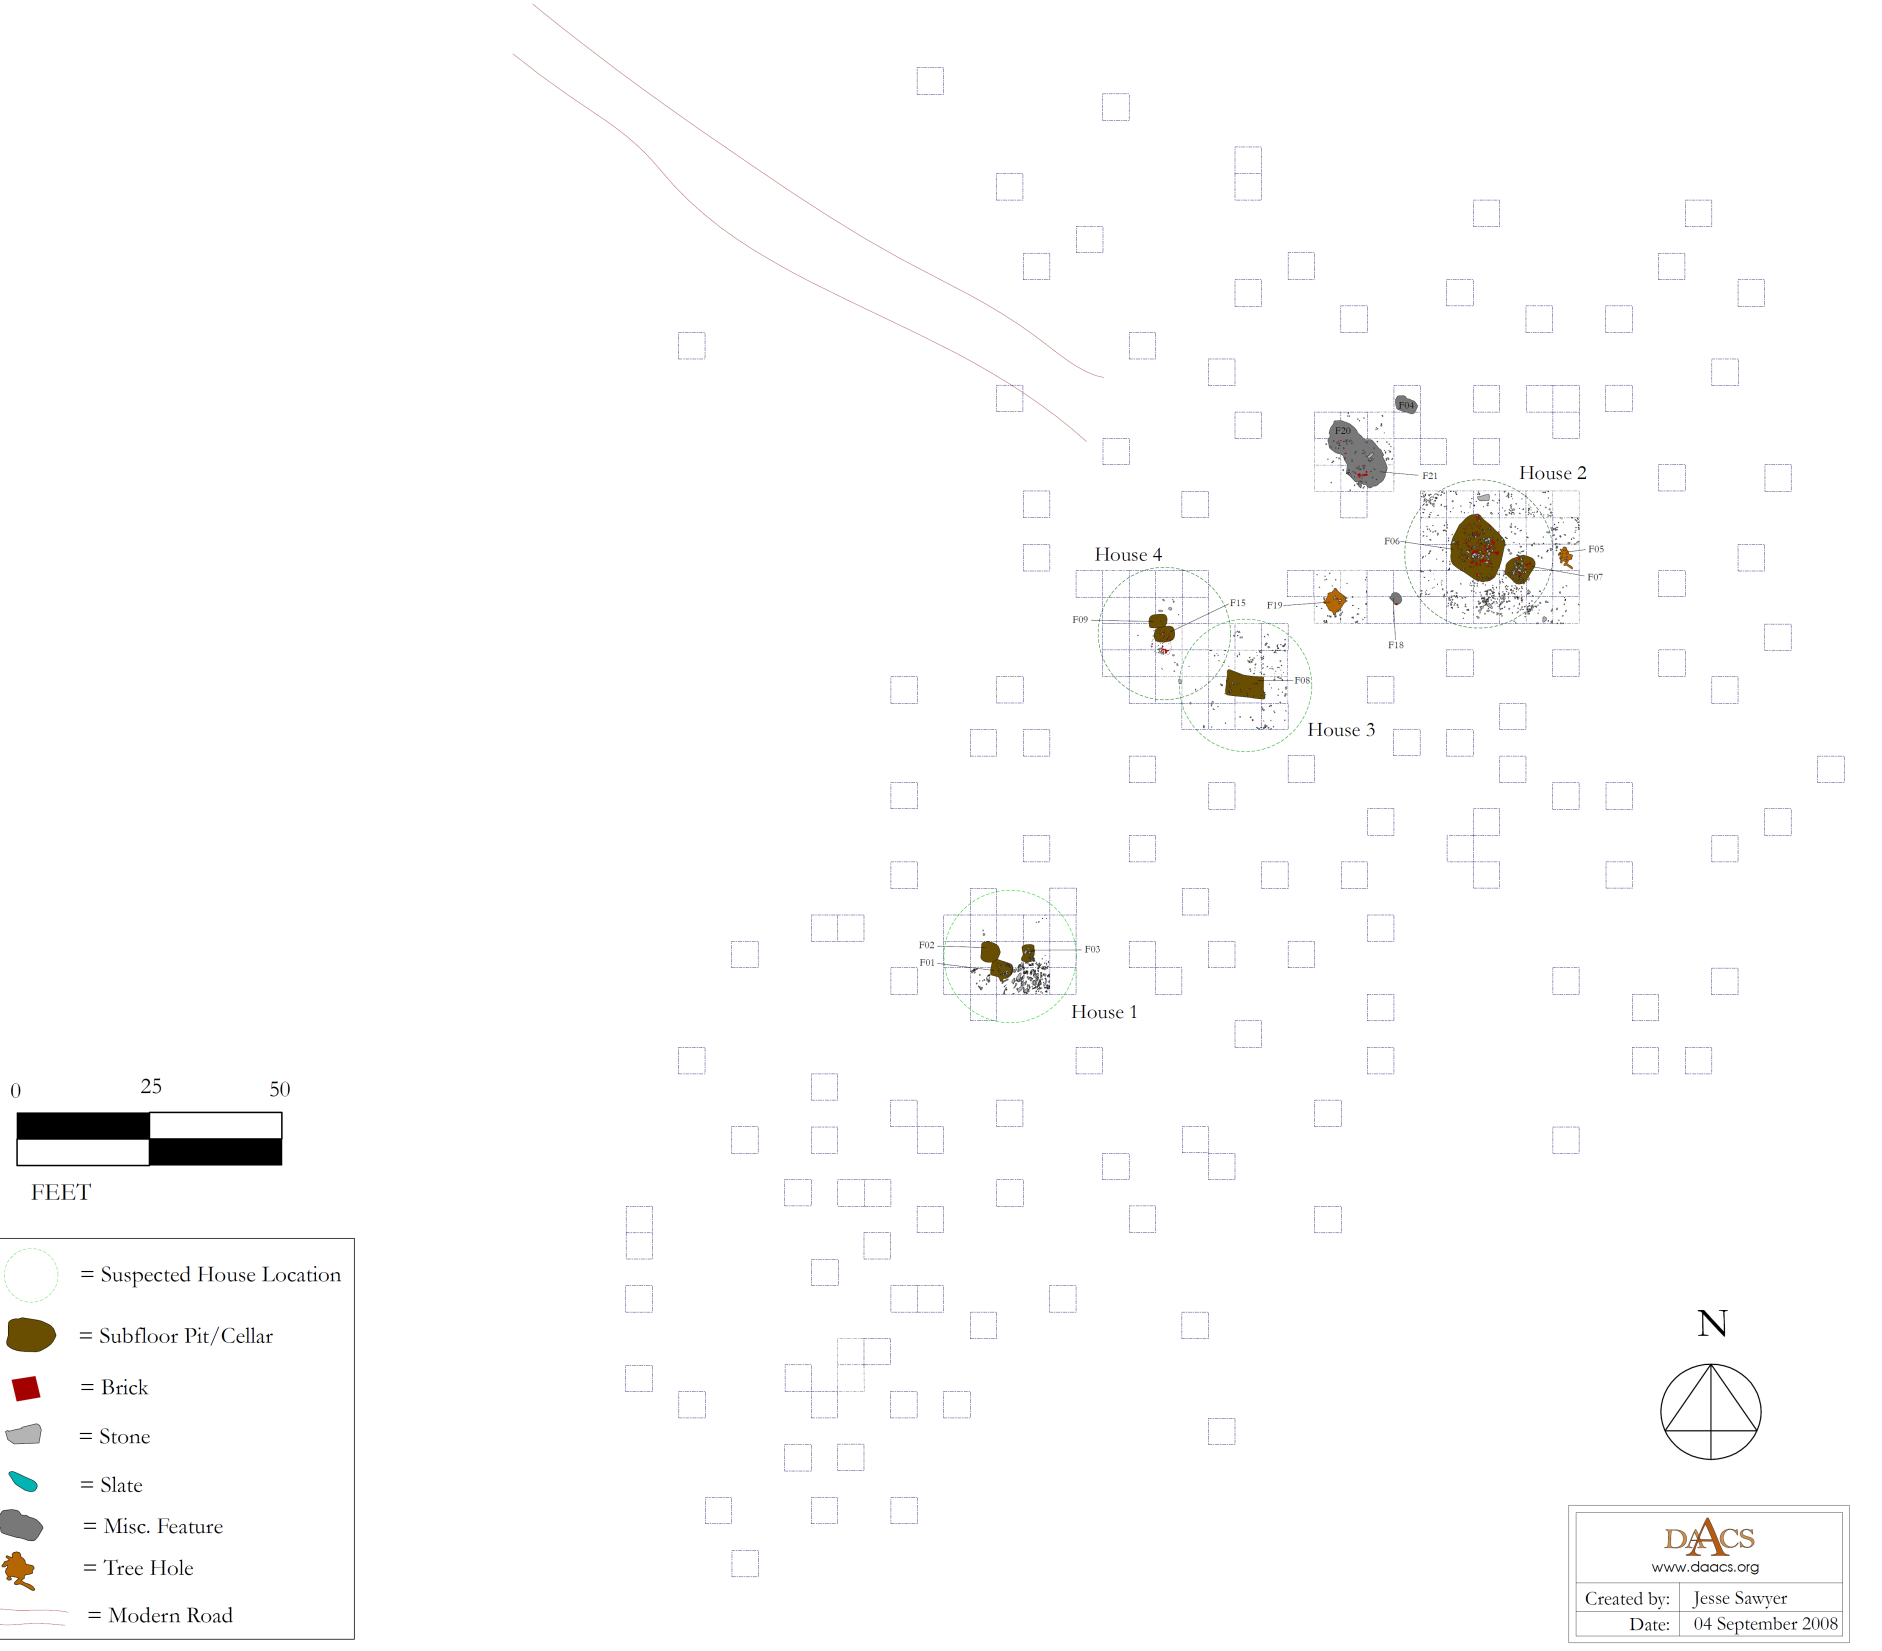 F04
F20
House 2
F21
F06
F05
House 4
F07
F15
F19
F09
F18
F08
House 3
F02
F03
F01
House 1
0 25 50
FEET
= Suspected House Location
= Subfloor Pit/Cellar
= Brick
= Stone
= Slate
= Misc. Feature
= Tree Hole
= Modern Road
N
DAACS
www.daacs.org
Created by: Jesse Sawyer
Date: 04 September 2008